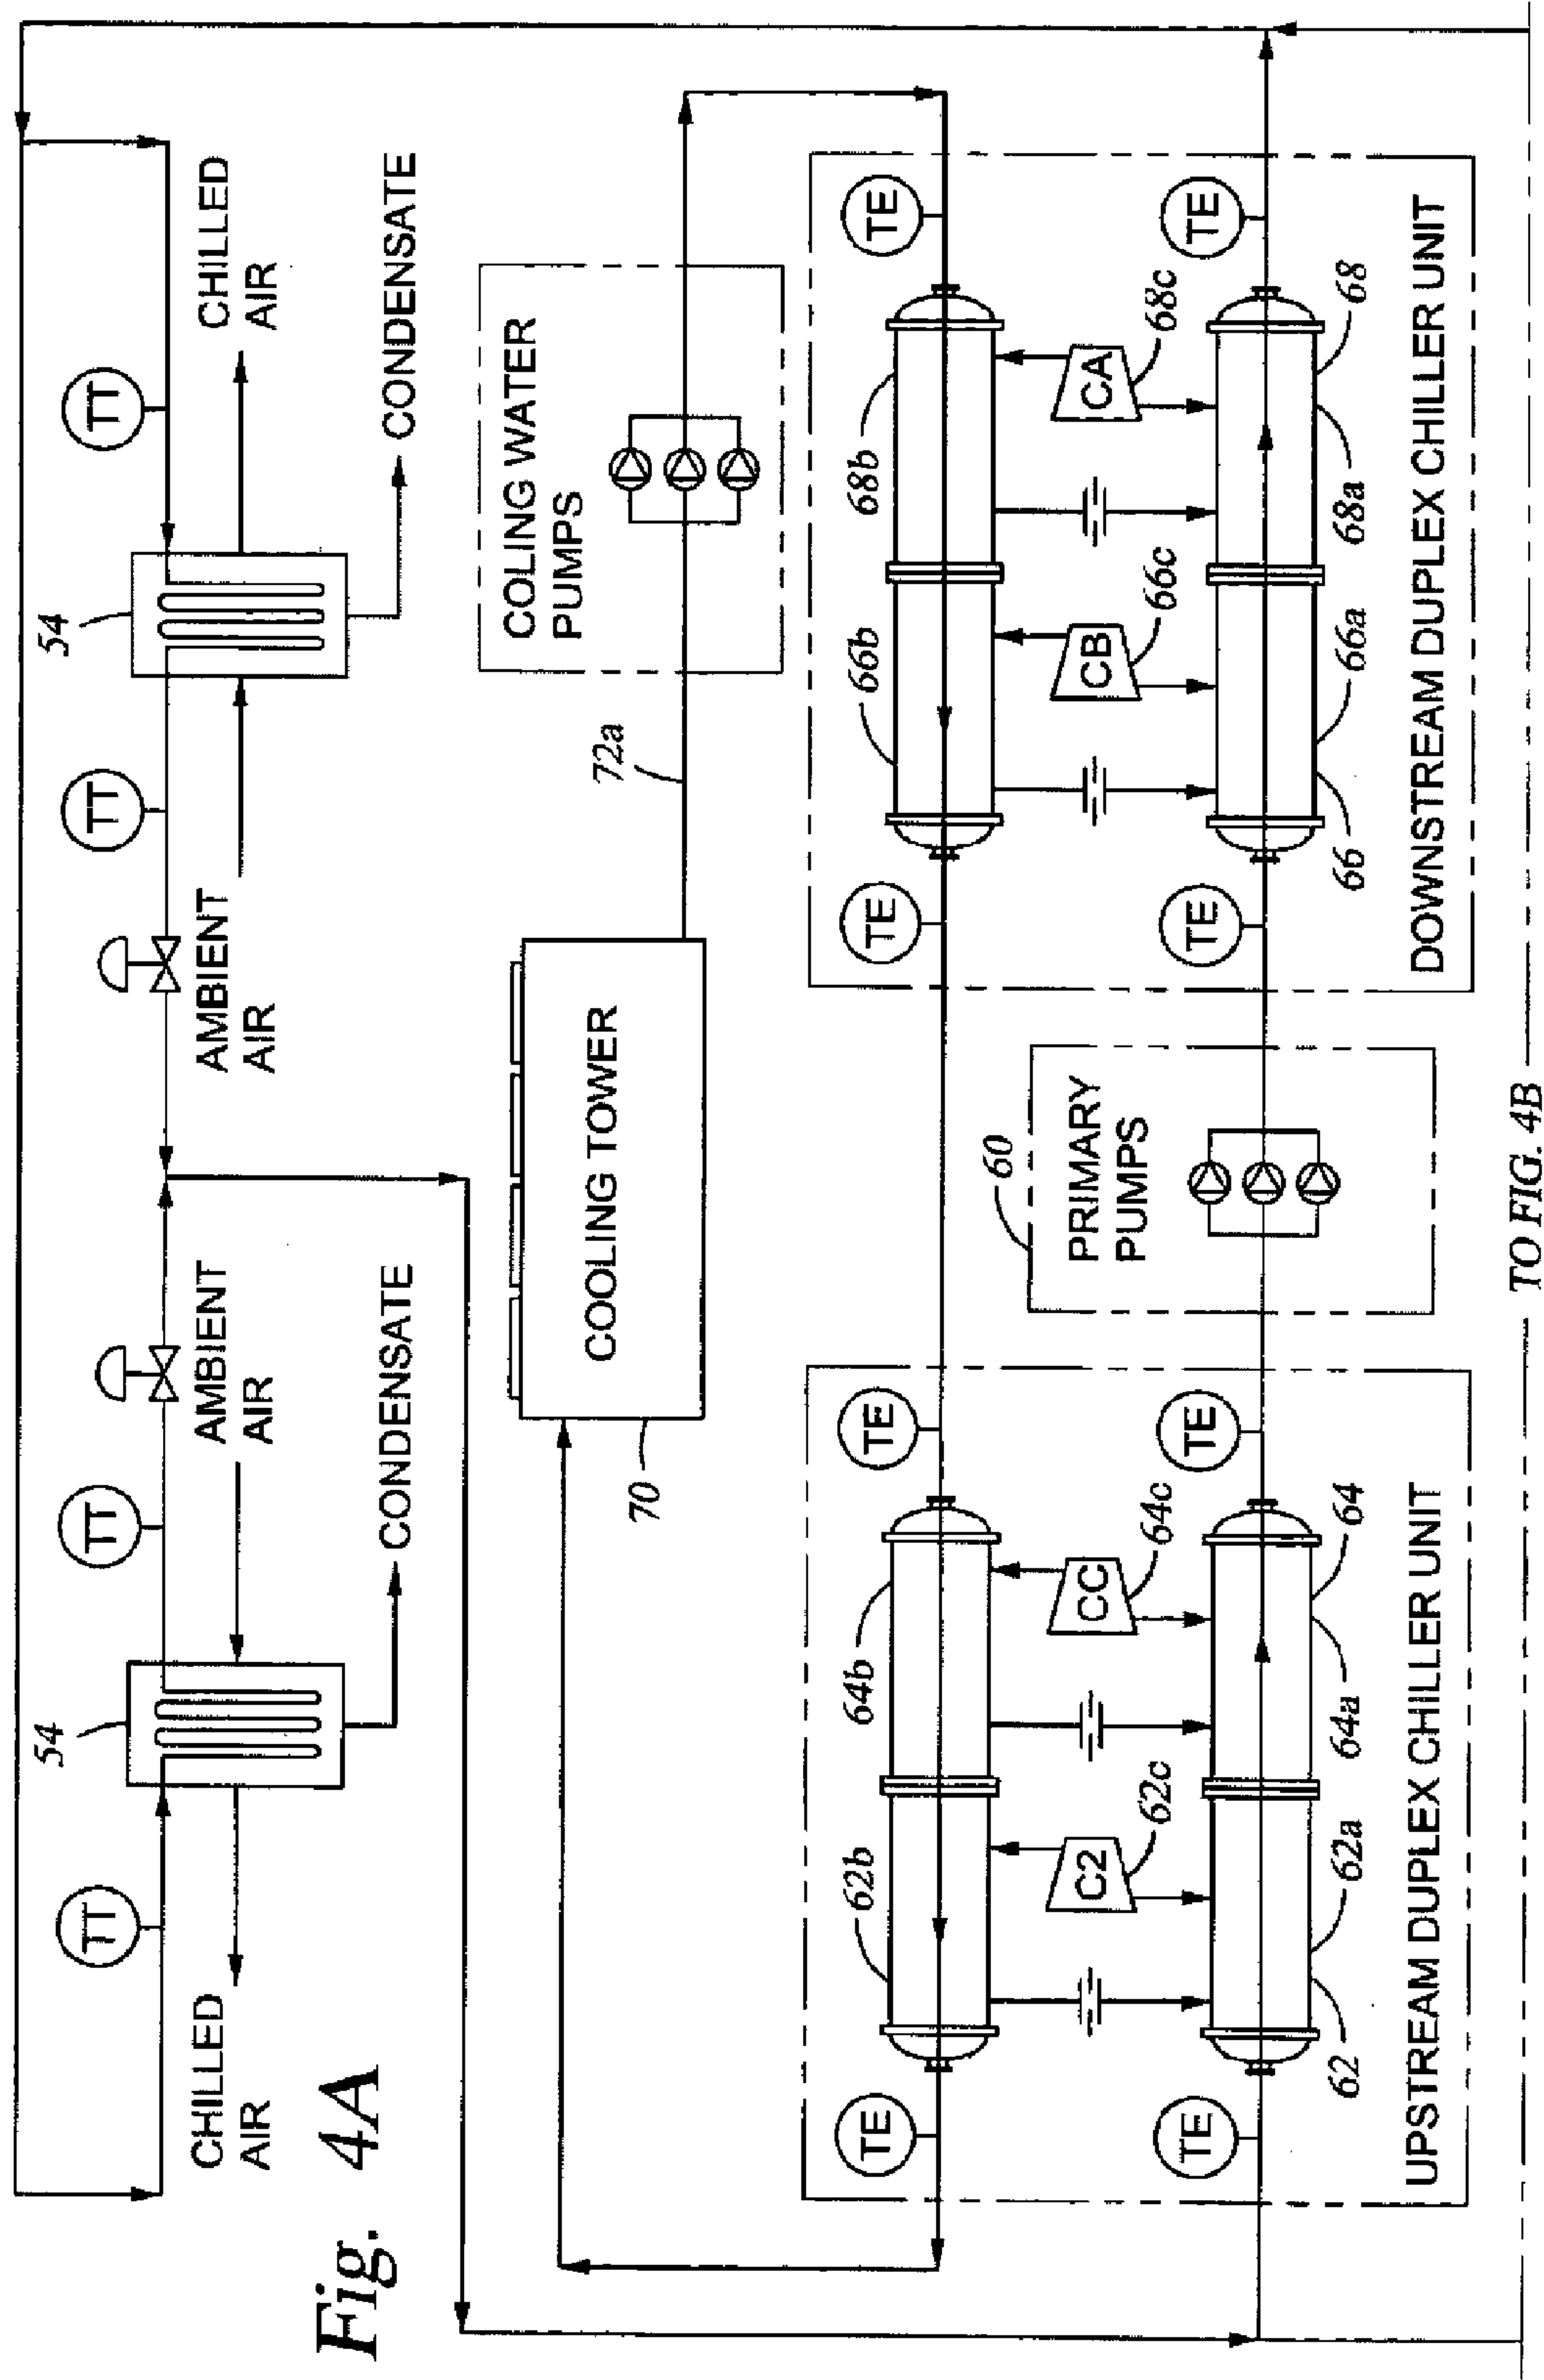 Fig. 4A
54
TT
TT
CHILLED
AIR
AMBIENT
AIR
CONDENSATE
54
TT
TT
AMBIENT
AIR
CHILLED
AIR
CONDENSATE
COOLING TOWER
70
72a
COLING WATER
PUMPS
TE
62b
64b
TE
C2
62c
CC
64c
TE
62
62a
64a
64
TE
UPSTREAM DUPLEX CHILLER UNIT
60
PRIMARY
PUMPS
TE
66b
68b
TE
CB
66c
CA
68c
TE
66
66a
68a
68
TE
DOWNSTREAM DUPLEX CHILLER UNIT
TO FIG. 4B